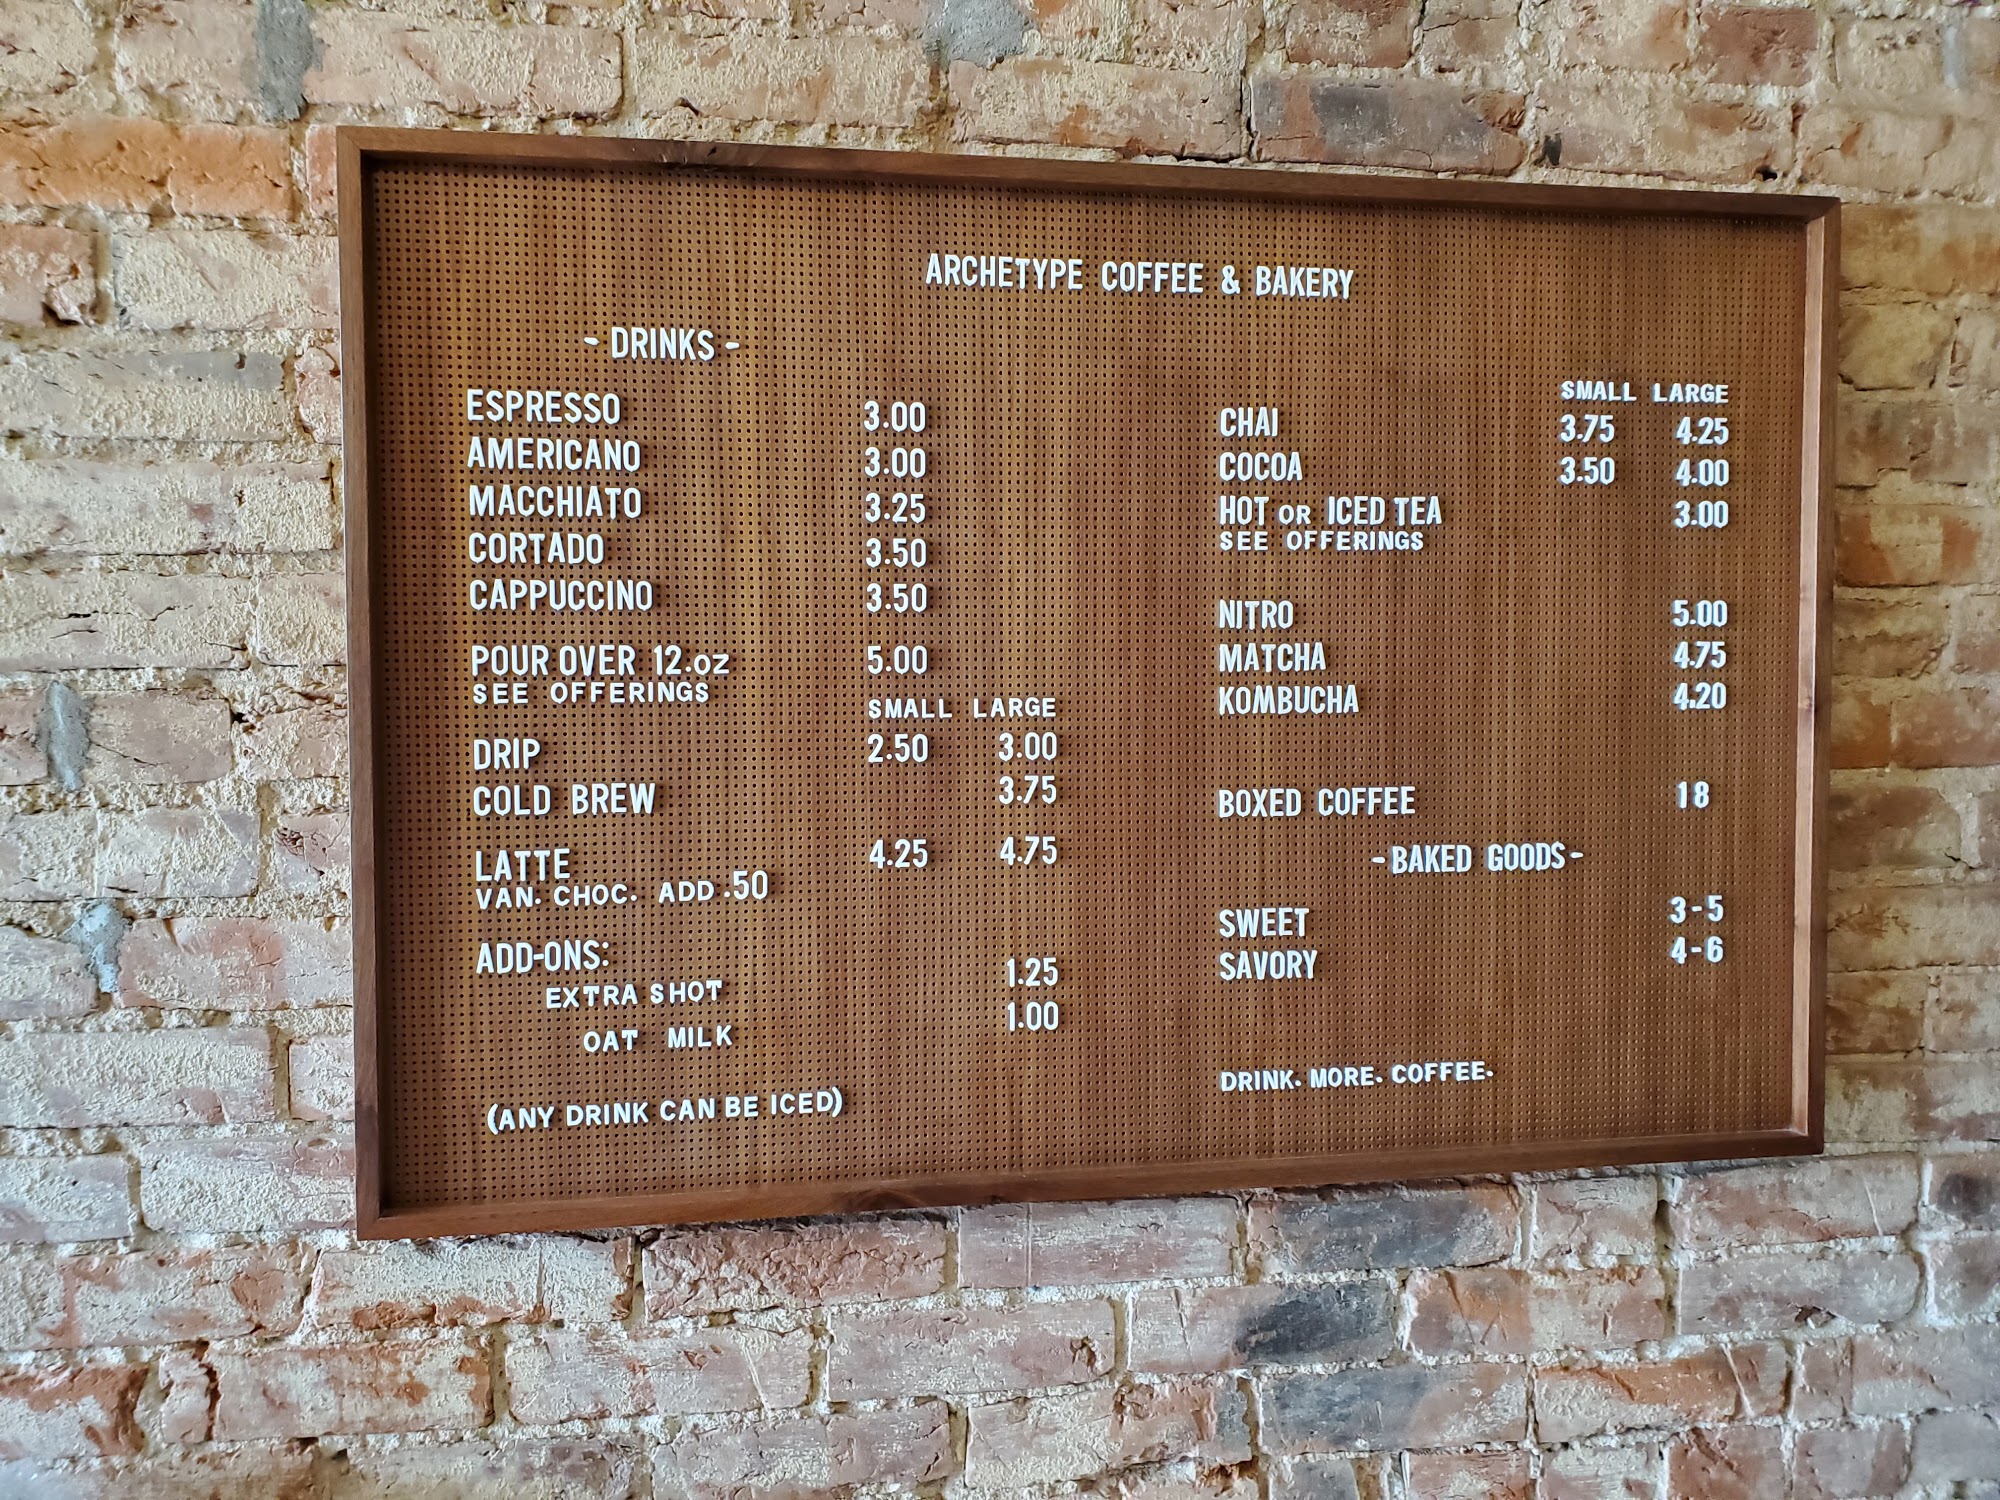 ARCHETYPE COFFEE & BAKERY
- DRINKS -
ESPRESSO 3.00
AMERICANO 3.00
MACCHIATO 3.25
CORTADO 3.50
CAPPUCCINO 3.50
POUR OVER 12.oz 5.00
SEE OFFERINGS
SMALL LARGE
DRIP 2.50 3.00
COLD BREW 3.75
LATTE 4.25 4.75
VAN. CHOC. ADD .50
ADD-ONS:
EXTRA SHOT 1.25
OAT MILK 1.00
(ANY DRINK CAN BE ICED)
SMALL LARGE
CHAI 3.75 4.25
COCOA 3.50 4.00
HOT OR ICED TEA 3.00
SEE OFFERINGS
NITRO 5.00
MATCHA 4.75
KOMBUCHA 4.20
BOXED COFFEE 18
-BAKED GOODS-
SWEET 3-5
SAVORY 4-6
DRINK. MORE. COFFEE.